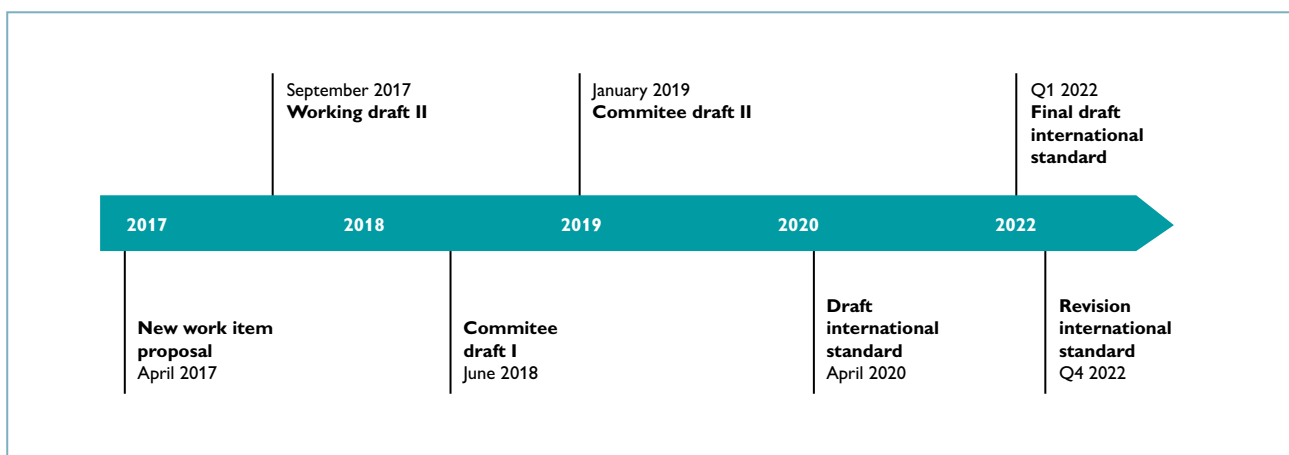 September 2017
Working draft II
January 2019
Commitee draft II
Q1 2022
Final draft
international
standard
2017
2018
2019
2020
2022
New work item
proposal
April 2017
Commitee
draft I
June 2018
Draft
international
standard
April 2020
Revision
international
standard
Q4 2022